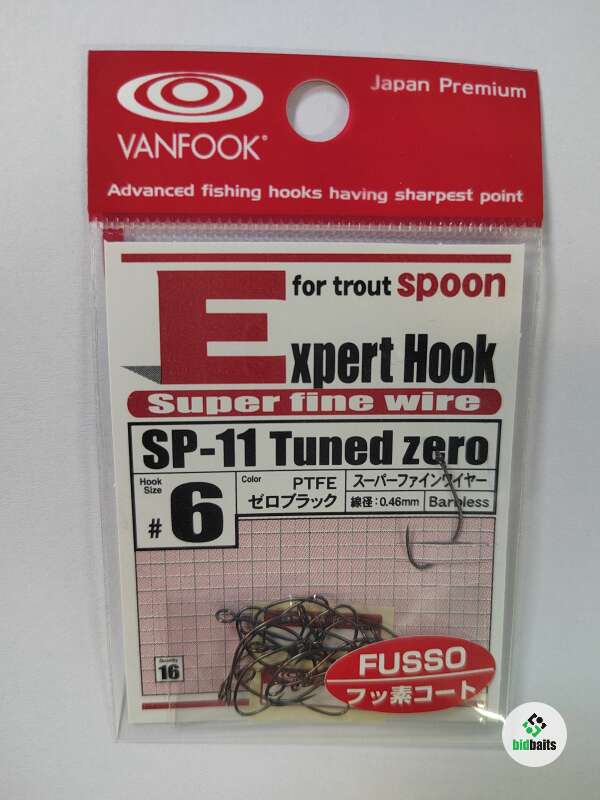 Japan Premium
VANFOOK®
Advanced fishing hooks having sharpest point
for trout spoon
Expert Hook
Super fine wire
SP-11 Tuned zero
Hook Size
#6
Color
PTFE
ゼロブラック
スーパーファインワイヤー
線径:0.46mm
Barbless
Quantity
16
FUSSO
フッ素コート
bidbaits